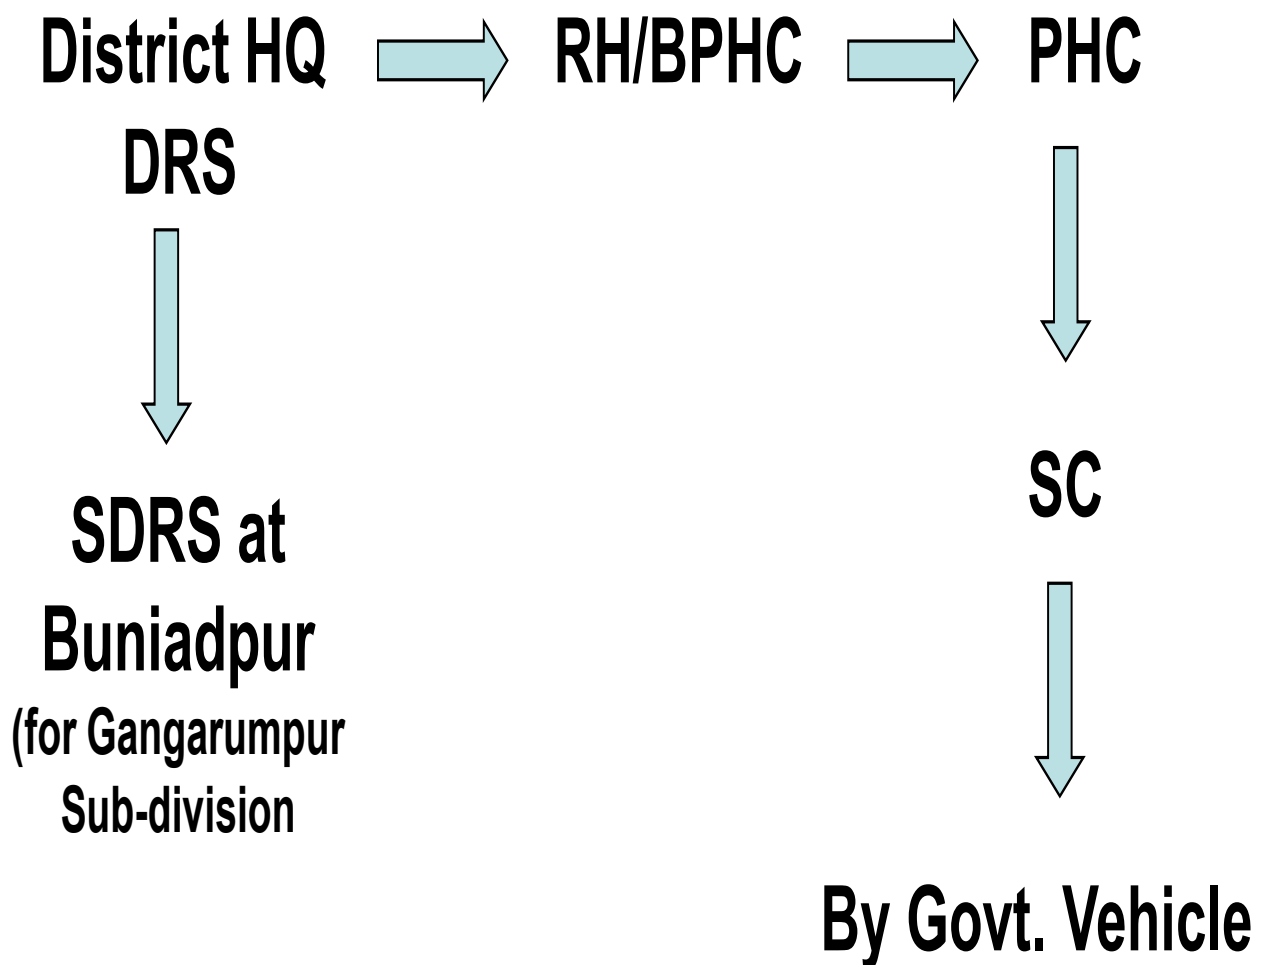 District HQ
DRS
RH/BPHC
PHC
SDRS at
Buniadpur
(for Gangarumpur
Sub-division
SC
By Govt. Vehicle